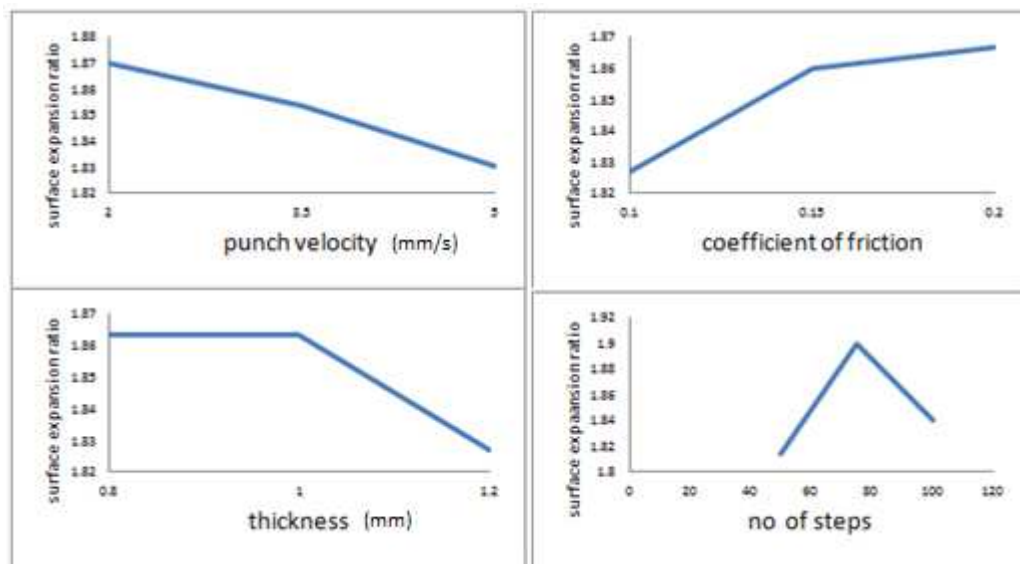 surface expansion ratio
1.88
1.87
1.86
1.85
1.84
1.83
1.82
2 3.5 5
punch velocity (mm/s)
surface expansion ratio
1.87
1.86
1.85
1.84
1.83
1.82
0.1 0.15 0.2
coefficient of friction
surface expansion ratio
1.87
1.86
1.85
1.84
1.83
1.82
0.8 1 1.2
thickness (mm)
surface expaansion ratio
1.92
1.9
1.88
1.86
1.84
1.82
1.8
0 20 40 60 80 100 120
no of steps